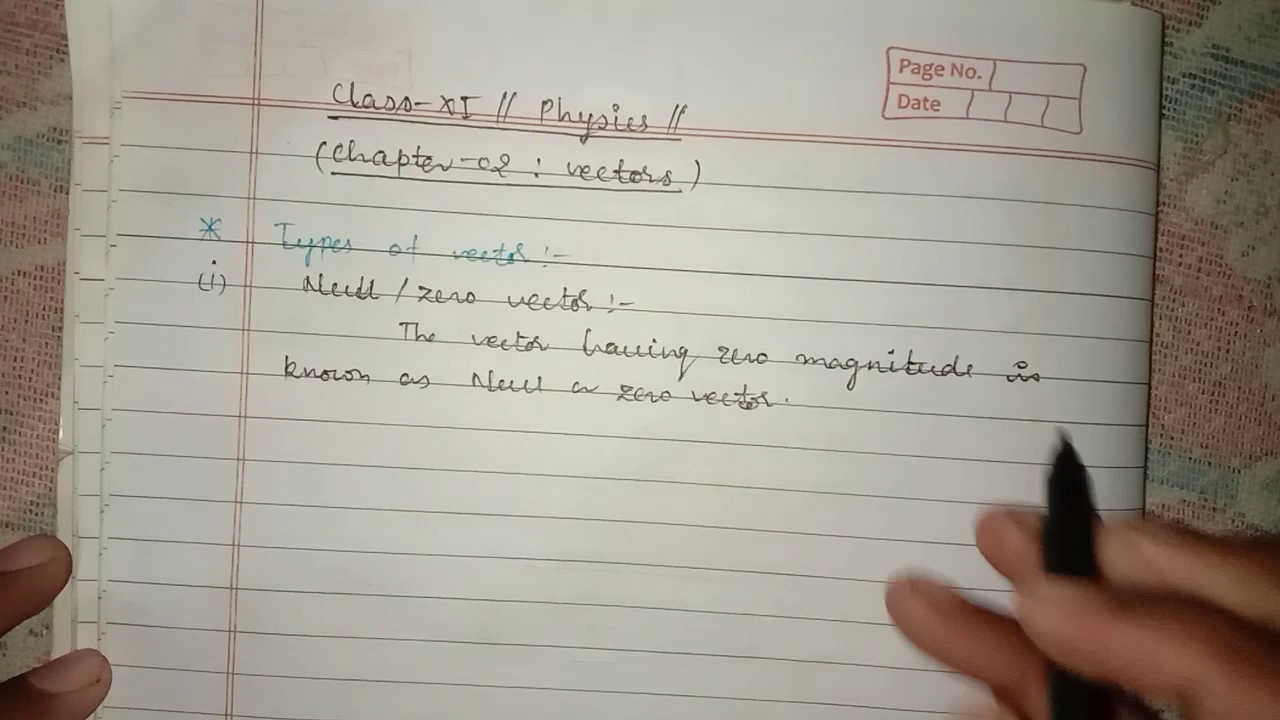 Page No.
Date
Class-XI // Physics //
(Chapter-02 : vectors)
* Types of vector :-
(i) Null / zero vector :-
The vector having zero magnitude is
known as Null or zero vector.